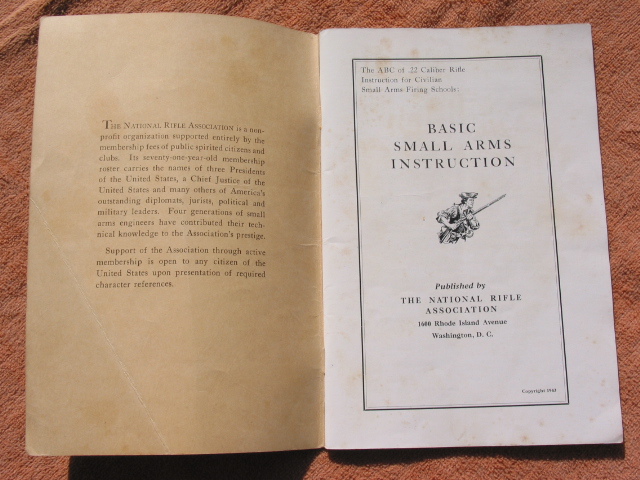 THE NATIONAL RIFLE ASSOCIATION is a non-
profit organization supported entirely by the
membership fees of public spirited citizens and
clubs. Its seventy-one-year-old membership
roster carries the names of three Presidents
of the United States, a Chief Justice of the
United States and many others of America's
outstanding diplomats, jurists, political and
military leaders. Four generations of small
arms engineers have contributed their tech-
nical knowledge to the Association's prestige.
Support of the Association through active
membership is open to any citizen of the
United States upon presentation of required
character references.
The ABC of .22 Caliber Rifle
Instruction for Civilian
Small Arms Firing Schools:
BASIC
SMALL ARMS
INSTRUCTION
Published by
THE NATIONAL RIFLE
ASSOCIATION
1600 Rhode Island Avenue
Washington, D. C.
Copyright